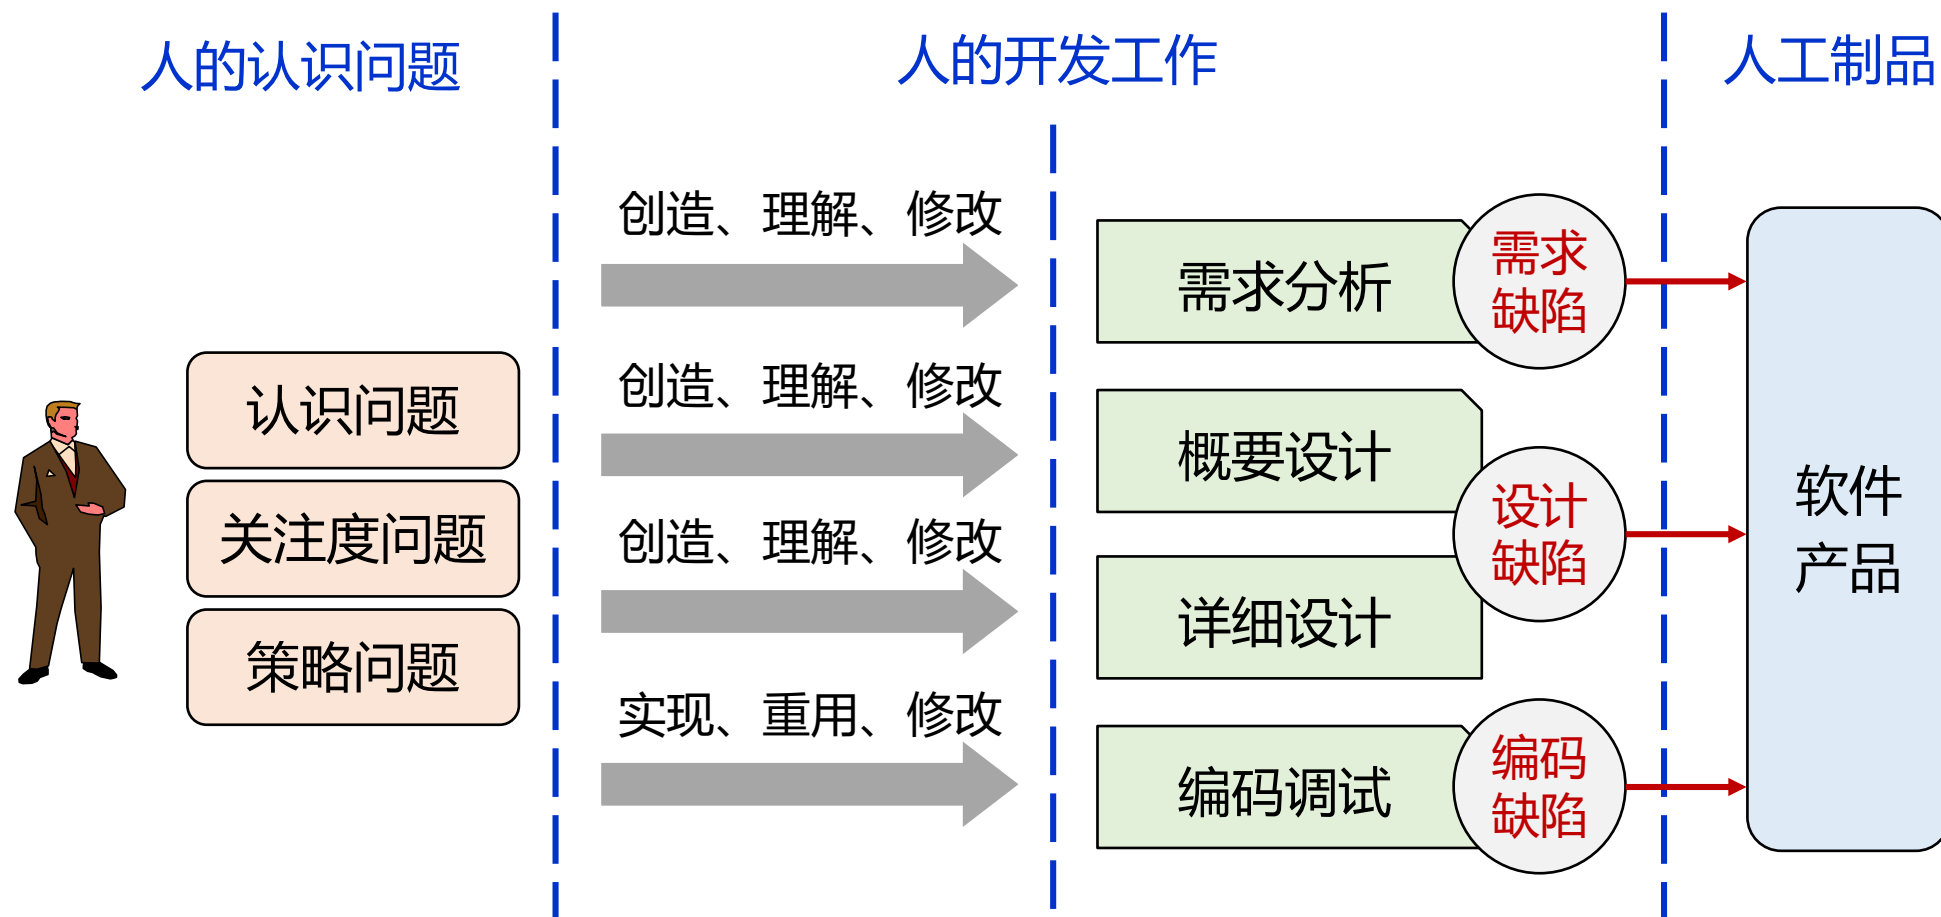 人的认识问题
人的开发工作
人工制品
认识问题
关注度问题
策略问题
创造、理解、修改
创造、理解、修改
创造、理解、修改
实现、重用、修改
需求分析
概要设计
详细设计
编码调试
需求
缺陷
设计
缺陷
编码
缺陷
软件
产品